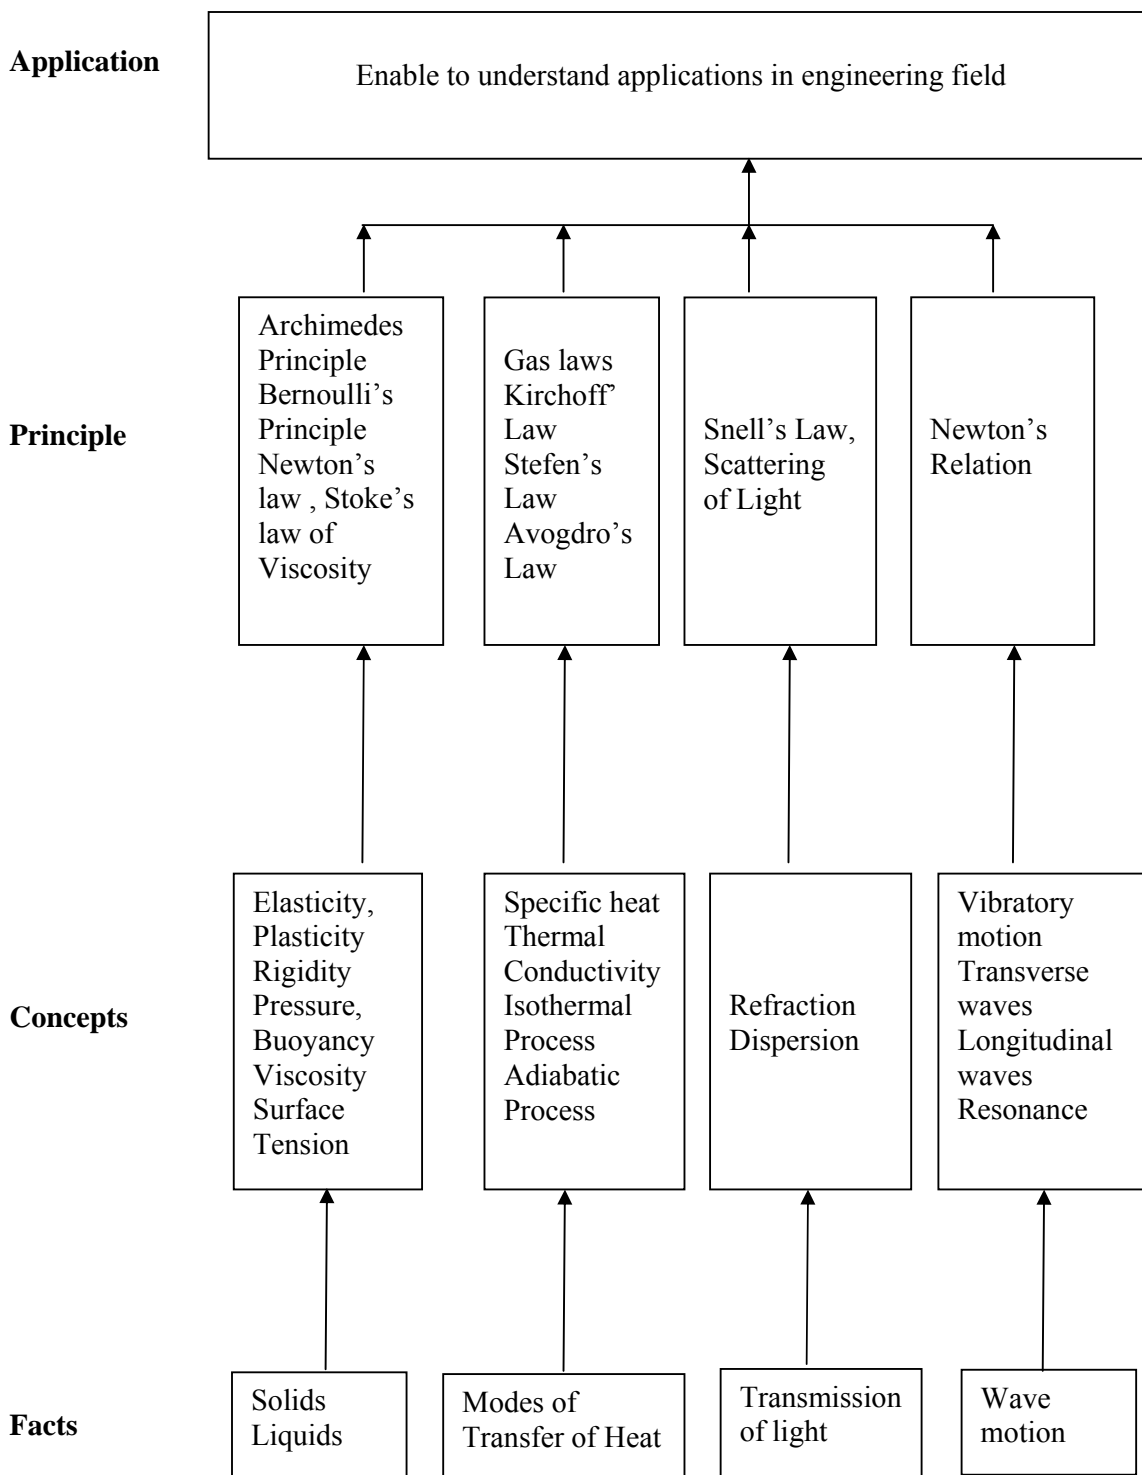 Application
Enable to understand applications in engineering field
Principle
Archimedes
Principle
Bernoulli’s
Principle
Newton’s
law , Stoke’s
law of
Viscosity
Gas laws
Kirchoff’
Law
Stefen’s
Law
Avogdro’s
Law
Snell’s Law,
Scattering
of Light
Newton’s
Relation
Concepts
Elasticity,
Plasticity
Rigidity
Pressure,
Buoyancy
Viscosity
Surface
Tension
Specific heat
Thermal
Conductivity
Isothermal
Process
Adiabatic
Process
Refraction
Dispersion
Vibratory
motion
Transverse
waves
Longitudinal
waves
Resonance
Facts
Solids
Liquids
Modes of
Transfer of Heat
Transmission
of light
Wave
motion